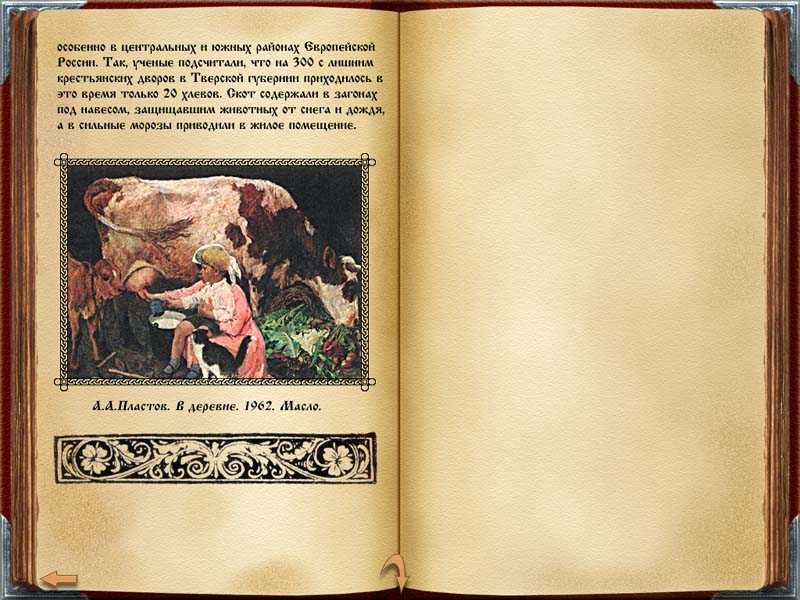 особенно в центральных и южных районах Европейской
России. Так, ученые подсчитали, что на 300 с лишним
крестьянских дворов в Тверской губернии приходилось в
это время только 20 хлевов. Скот содержали в загонах
под навесом, защищавшим животных от снега и дождя,
а в сильные морозы приводили в жилое помещение.
А.А.Пластов. В деревне. 1962. Масло.